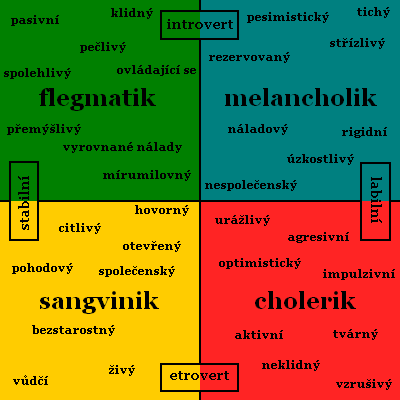 pasivní
klidný
introvert
pesimistický
tichý
pečlivý
střízlivý
spolehlivý
ovládající se
rezervovaný
flegmatik
melancholik
přemýšlivý
náladový
rigidní
vyrovnané nálady
úzkostlivý
mírumilovný
nespolečenský
stabilní
labilní
hovorný
citlivý
urážlivý
otevřený
agresivní
pohodový
společenský
optimistický
impulzivní
sangvinik
cholerik
bezstarostný
aktivní
tvárný
živý
neklidný
vůdčí
etrovert
vzrušivý